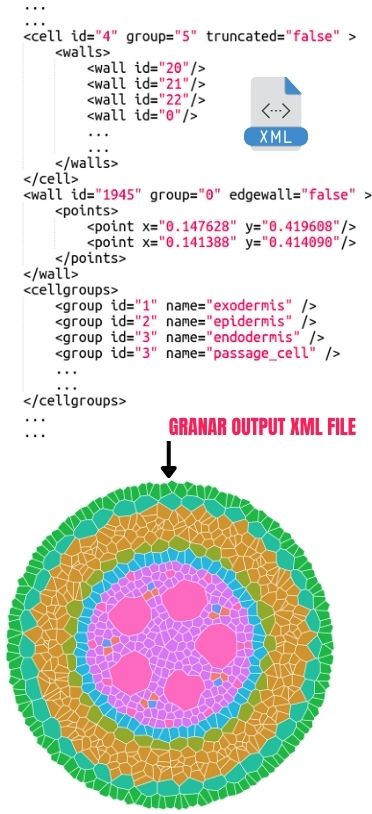 ...
...
<cell id="4" group="5" truncated="false" >
<walls>
<wall id="20"/>
<wall id="21"/>
<wall id="22"/>
<wall id="0"/>
...
...
</walls>
</cell>
<wall id="1945" group="0" edgewall="false" >
<points>
<point x="0.147628" y="0.419608"/>
<point x="0.141388" y="0.414090"/>
</points>
</wall>
<cellgroups>
<group id="1" name="exodermis" />
<group id="2" name="epidermis" />
<group id="3" name="endodermis" />
<group id="3" name="passage_cell" />
...
...
</cellgroups>
...
...
<···>
XML
GRANAR OUTPUT XML FILE